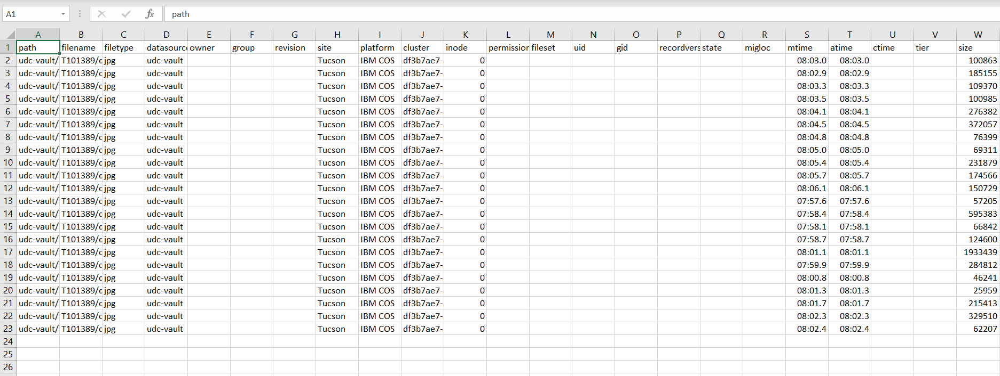 A1 fx path
A B C D E F G H I J K L M N O P Q R S T U V W
1 path filename filetype datasource owner group revision site platform cluster inode permission fileset uid gid recordvers state migloc mtime atime ctime tier size
2 udc-vault/ T101389/c jpg udc-vault Tucson IBM COS df3b7ae7- 0 08:03.0 08:03.0 100863
3 udc-vault/ T101389/c jpg udc-vault Tucson IBM COS df3b7ae7- 0 08:02.9 08:02.9 185155
4 udc-vault/ T101389/c jpg udc-vault Tucson IBM COS df3b7ae7- 0 08:03.3 08:03.3 109370
5 udc-vault/ T101389/c jpg udc-vault Tucson IBM COS df3b7ae7- 0 08:03.5 08:03.5 100985
6 udc-vault/ T101389/c jpg udc-vault Tucson IBM COS df3b7ae7- 0 08:04.1 08:04.1 276382
7 udc-vault/ T101389/c jpg udc-vault Tucson IBM COS df3b7ae7- 0 08:04.5 08:04.5 372057
8 udc-vault/ T101389/c jpg udc-vault Tucson IBM COS df3b7ae7- 0 08:04.8 08:04.8 76399
9 udc-vault/ T101389/c jpg udc-vault Tucson IBM COS df3b7ae7- 0 08:05.0 08:05.0 69311
10 udc-vault/ T101389/c jpg udc-vault Tucson IBM COS df3b7ae7- 0 08:05.4 08:05.4 231879
11 udc-vault/ T101389/c jpg udc-vault Tucson IBM COS df3b7ae7- 0 08:05.7 08:05.7 174566
12 udc-vault/ T101389/c jpg udc-vault Tucson IBM COS df3b7ae7- 0 08:06.1 08:06.1 150729
13 udc-vault/ T101389/c jpg udc-vault Tucson IBM COS df3b7ae7- 0 07:57.6 07:57.6 57205
14 udc-vault/ T101389/c jpg udc-vault Tucson IBM COS df3b7ae7- 0 07:58.4 07:58.4 595383
15 udc-vault/ T101389/c jpg udc-vault Tucson IBM COS df3b7ae7- 0 07:58.1 07:58.1 66842
16 udc-vault/ T101389/c jpg udc-vault Tucson IBM COS df3b7ae7- 0 07:58.7 07:58.7 124600
17 udc-vault/ T101389/c jpg udc-vault Tucson IBM COS df3b7ae7- 0 08:01.1 08:01.1 1933439
18 udc-vault/ T101389/c jpg udc-vault Tucson IBM COS df3b7ae7- 0 07:59.9 07:59.9 284812
19 udc-vault/ T101389/c jpg udc-vault Tucson IBM COS df3b7ae7- 0 08:00.8 08:00.8 46241
20 udc-vault/ T101389/c jpg udc-vault Tucson IBM COS df3b7ae7- 0 08:01.3 08:01.3 25959
21 udc-vault/ T101389/c jpg udc-vault Tucson IBM COS df3b7ae7- 0 08:01.7 08:01.7 215413
22 udc-vault/ T101389/c jpg udc-vault Tucson IBM COS df3b7ae7- 0 08:02.3 08:02.3 329510
23 udc-vault/ T101389/c jpg udc-vault Tucson IBM COS df3b7ae7- 0 08:02.4 08:02.4 62207
24
25
26